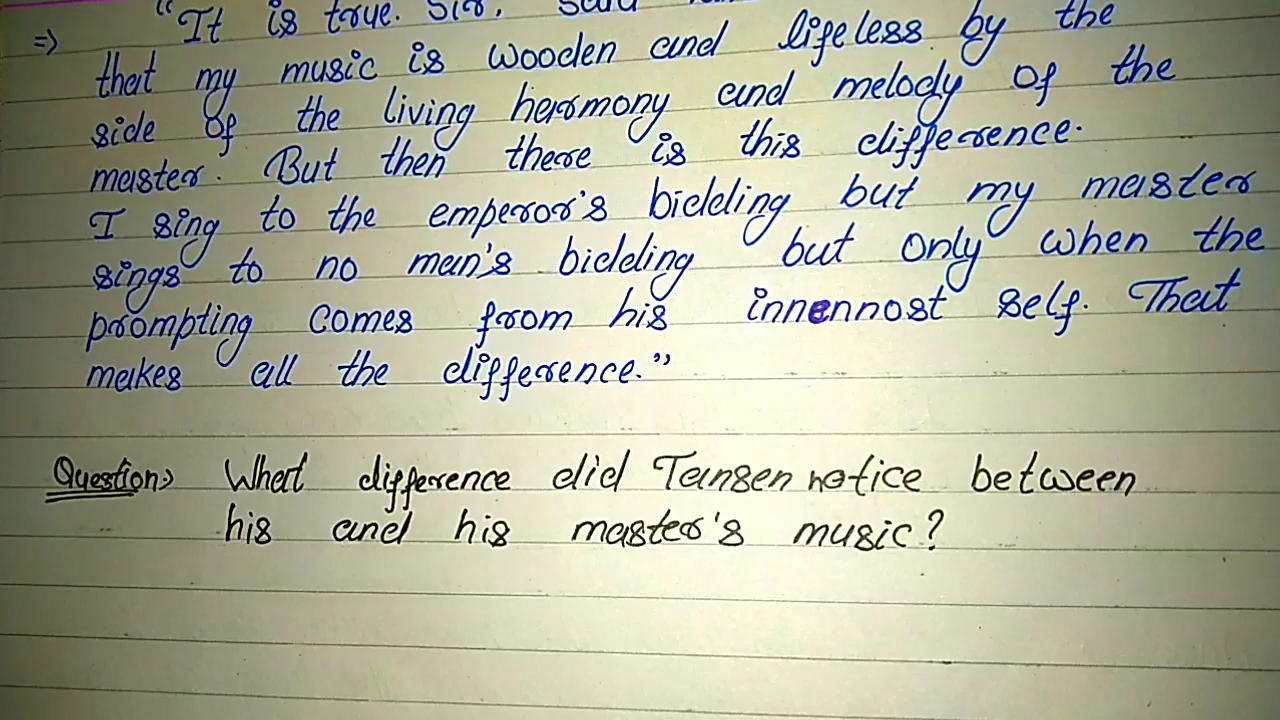 => "It is true. Sir,
that my music is wooden and lifeless by the
side of the living harmony and melody of the
master. But then there is this difference.
I sing to the emperor's bidding but my master
sings to no man's bidding but only when the
prompting comes from his innennost self. That
makes all the difference."
Question:> What difference did Tansen notice between
his and his master's music?